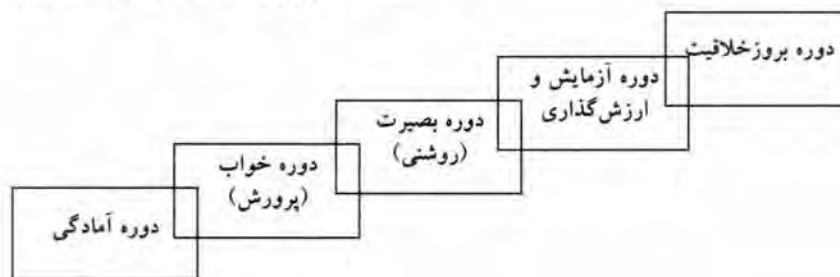 دوره آمادگی
دوره خواب
(پرورش)
دوره بصیرت
(روشنی)
دوره آزمایش و
ارزش‌گذاری
دوره بروزخلاقیت